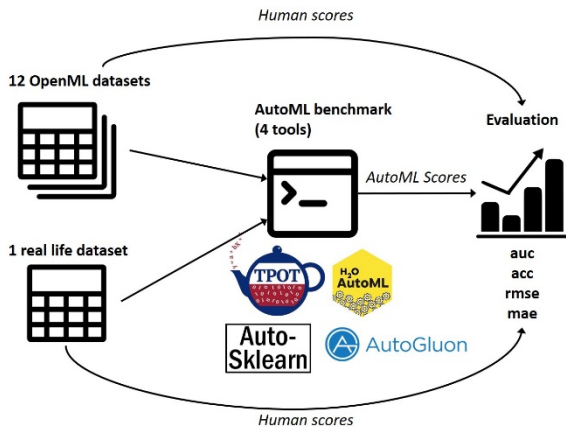 Human scores
12 OpenML datasets
AutoML benchmark
(4 tools)
Evaluation
AutoML Scores
1 real life dataset
TPOT
H2O
AutoML
auc
acc
rmse
mae
Auto-
Sklearn
AutoGluon
Human scores